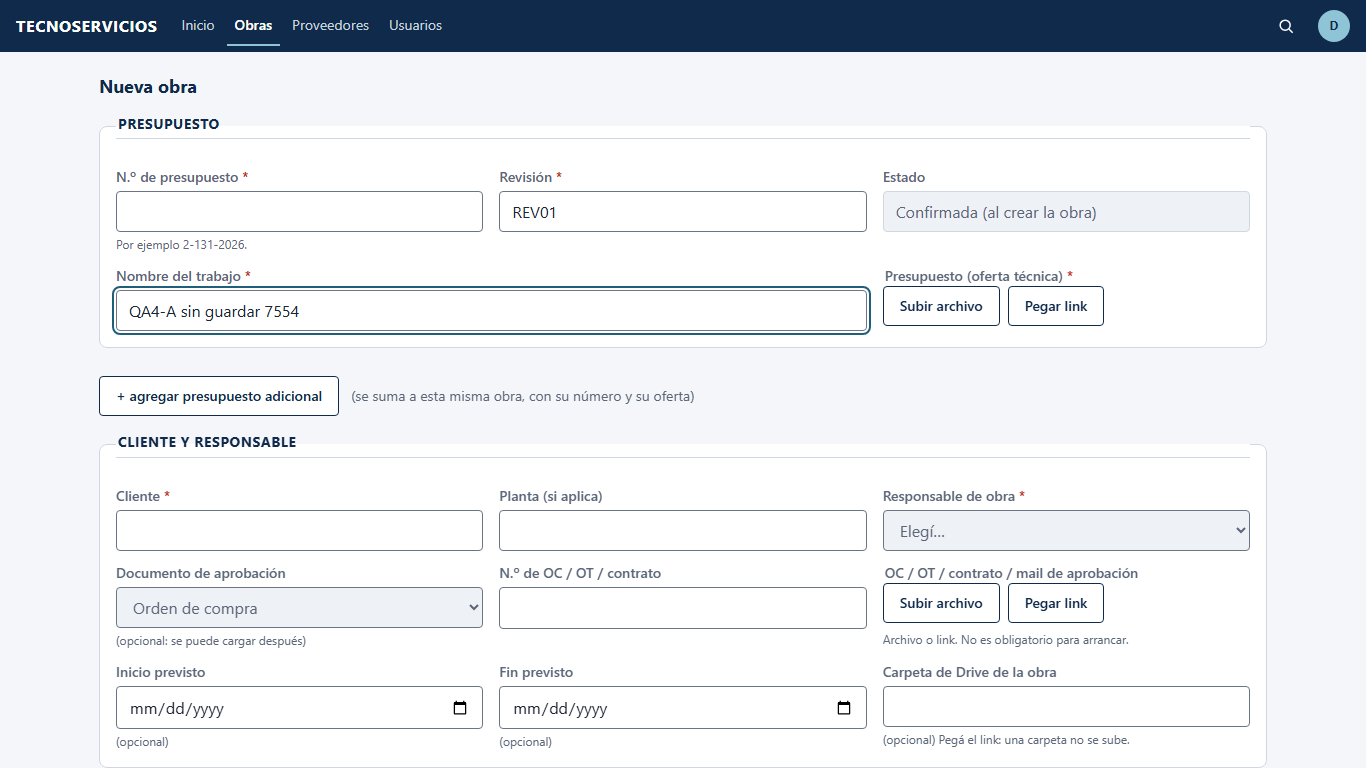 TECNOSERVICIOS Inicio Obras Proveedores Usuarios D
Nueva obra
PRESUPUESTO
N.º de presupuesto * Revisión * Estado
REV01 Confirmada (al crear la obra)
Por ejemplo 2-131-2026.
Nombre del trabajo * Presupuesto (oferta técnica) *
QA4-A sin guardar 7554 Subir archivo Pegar link
+ agregar presupuesto adicional (se suma a esta misma obra, con su número y su oferta)
CLIENTE Y RESPONSABLE
Cliente * Planta (si aplica) Responsable de obra *
Elegí...
Documento de aprobación N.º de OC / OT / contrato OC / OT / contrato / mail de aprobación
Orden de compra Subir archivo Pegar link
(opcional: se puede cargar después) Archivo o link. No es obligatorio para arrancar.
Inicio previsto Fin previsto Carpeta de Drive de la obra
mm/dd/yyyy mm/dd/yyyy
(opcional) (opcional) (opcional) Pegá el link: una carpeta no se sube.